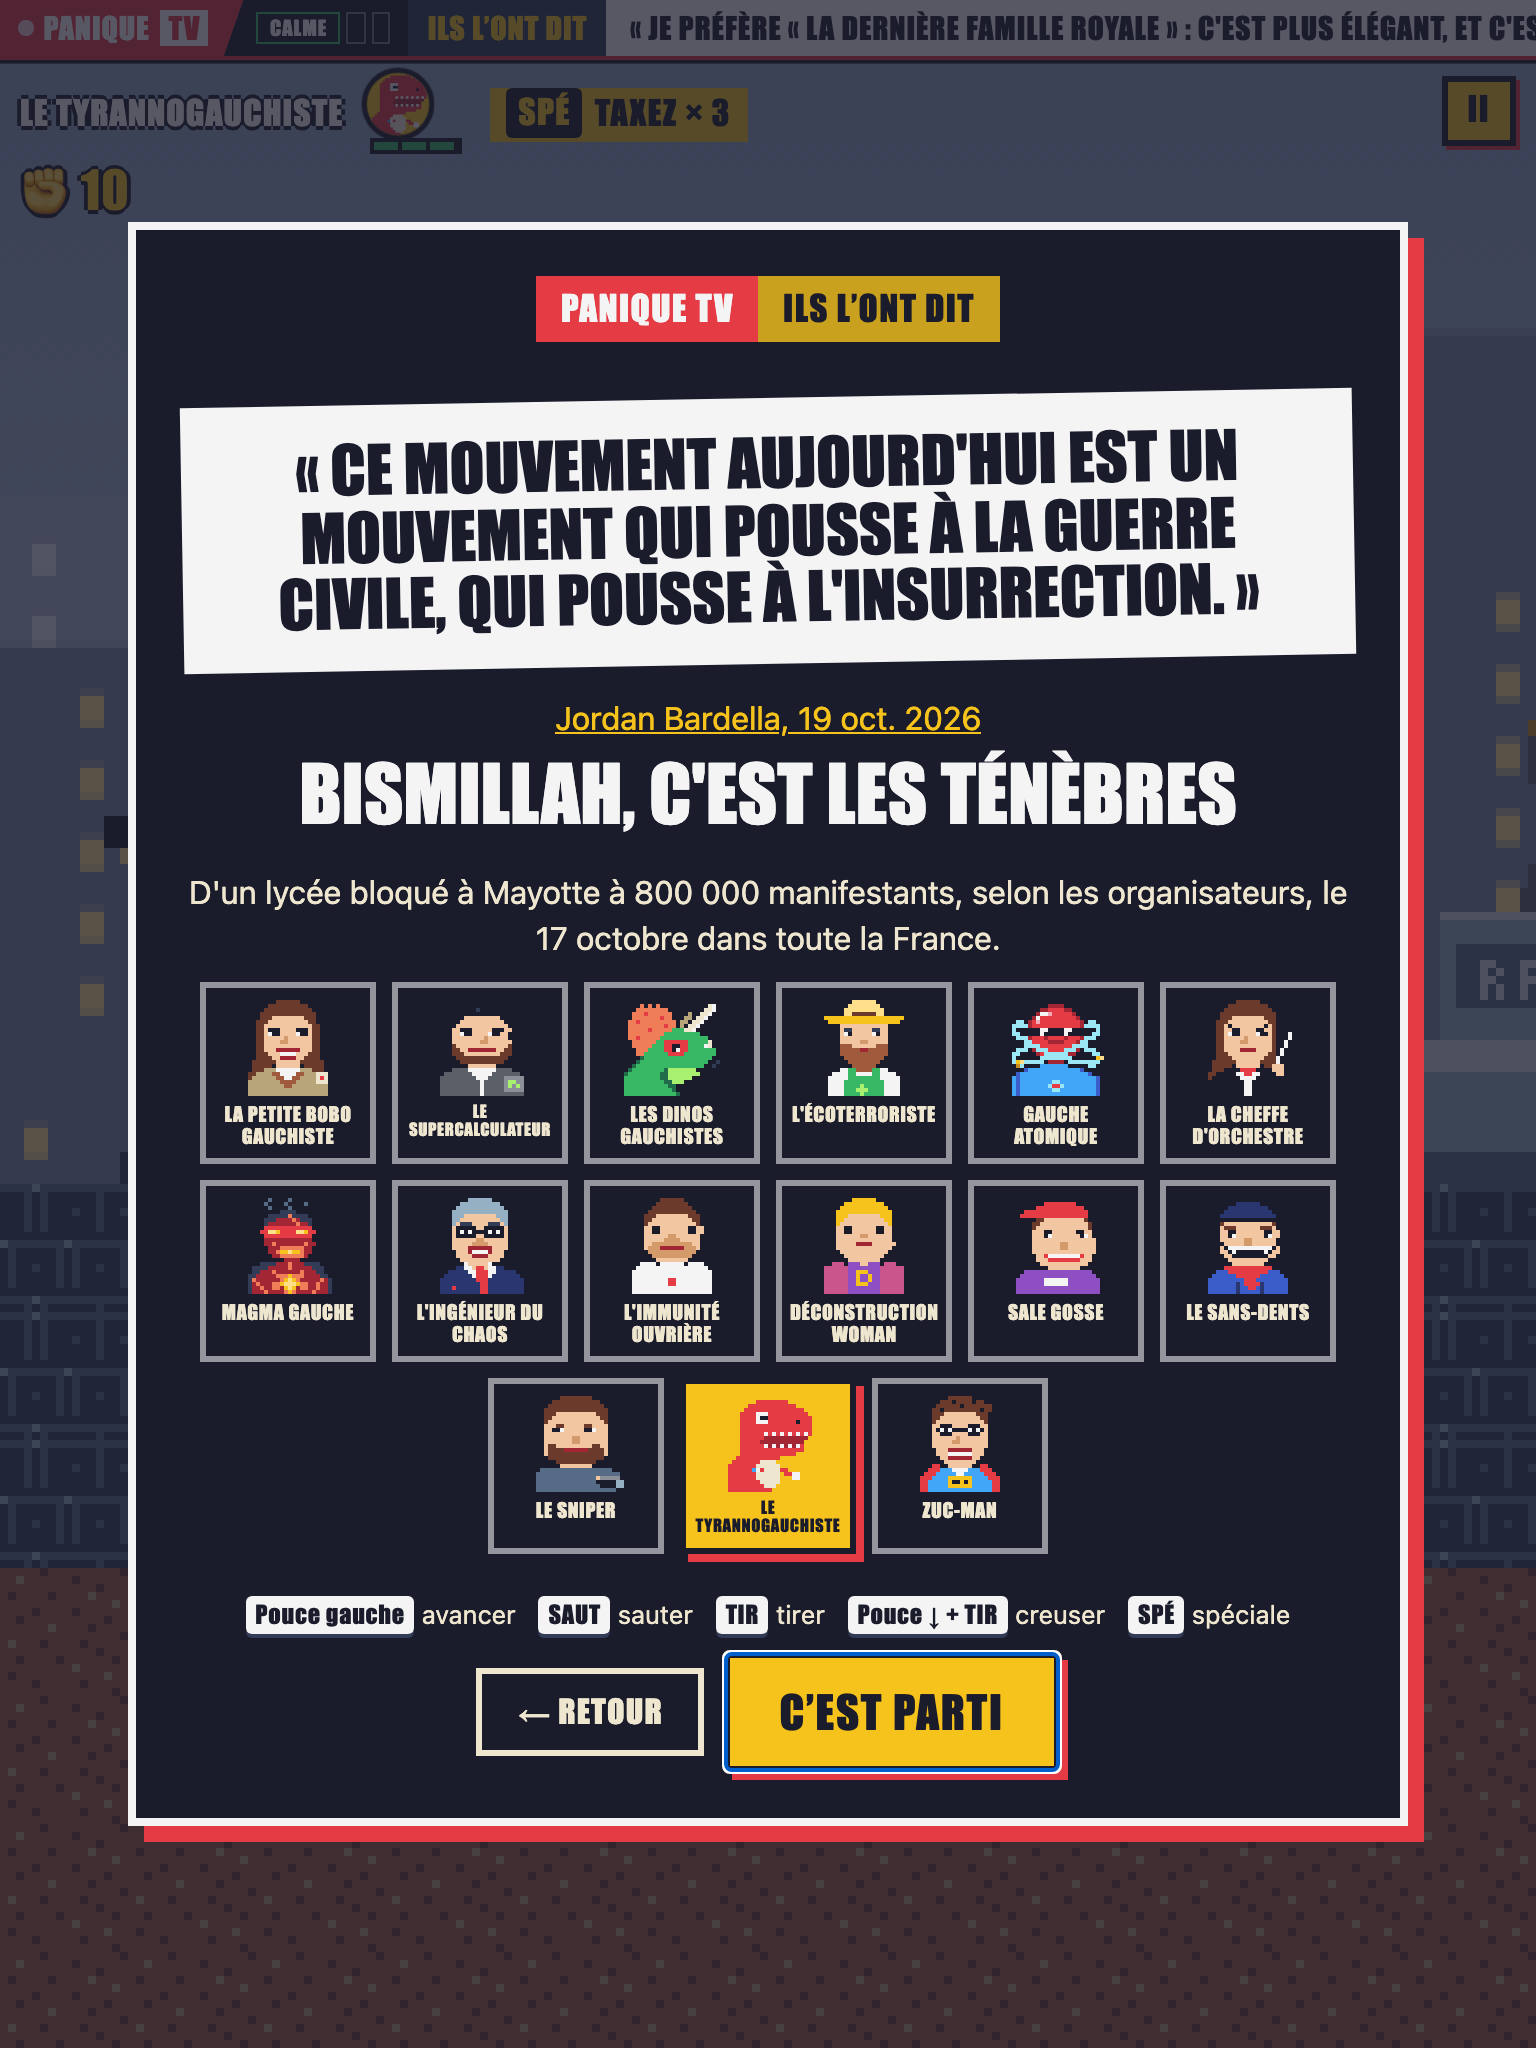 PANIQUE TV
CALME
ILS L'ONT DIT
« JE PRÉFÈRE « LA DERNIÈRE FAMILLE ROYALE » : C'EST PLUS ÉLÉGANT, ET C'ES
LE TYRANNOGAUCHISTE
SPÉ TAXEZ × 3
10
PANIQUE TV ILS L'ONT DIT
« CE MOUVEMENT AUJOURD'HUI EST UN
MOUVEMENT QUI POUSSE À LA GUERRE
CIVILE, QUI POUSSE À L'INSURRECTION. »
Jordan Bardella, 19 oct. 2026
BISMILLAH, C'EST LES TÉNÈBRES
D'un lycée bloqué à Mayotte à 800 000 manifestants, selon les organisateurs, le
17 octobre dans toute la France.
LA PETITE BOBO
GAUCHISTE
LE
SUPERCALCULATEUR
LES DINOS
GAUCHISTES
L'ÉCOTERRORISTE
GAUCHE
ATOMIQUE
LA CHEFFE
D'ORCHESTRE
MAGMA GAUCHE
L'INGÉNIEUR DU
CHAOS
L'IMMUNITÉ
OUVRIÈRE
DÉCONSTRUCTION
WOMAN
SALE GOSSE
LE SANS-DENTS
LE SNIPER
LE
TYRANNOGAUCHISTE
ZUC-MAN
Pouce gauche avancer SAUT sauter TIR tirer Pouce ↓ + TIR creuser SPÉ spéciale
← RETOUR
C'EST PARTI